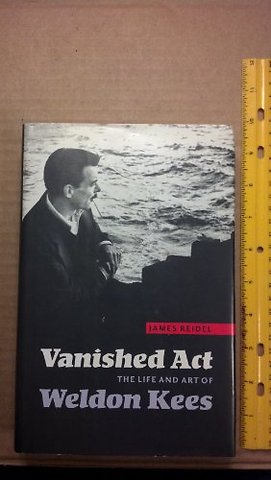 JAMES REIDEL
Vanished Act
THE LIFE AND ART OF
Weldon Kees